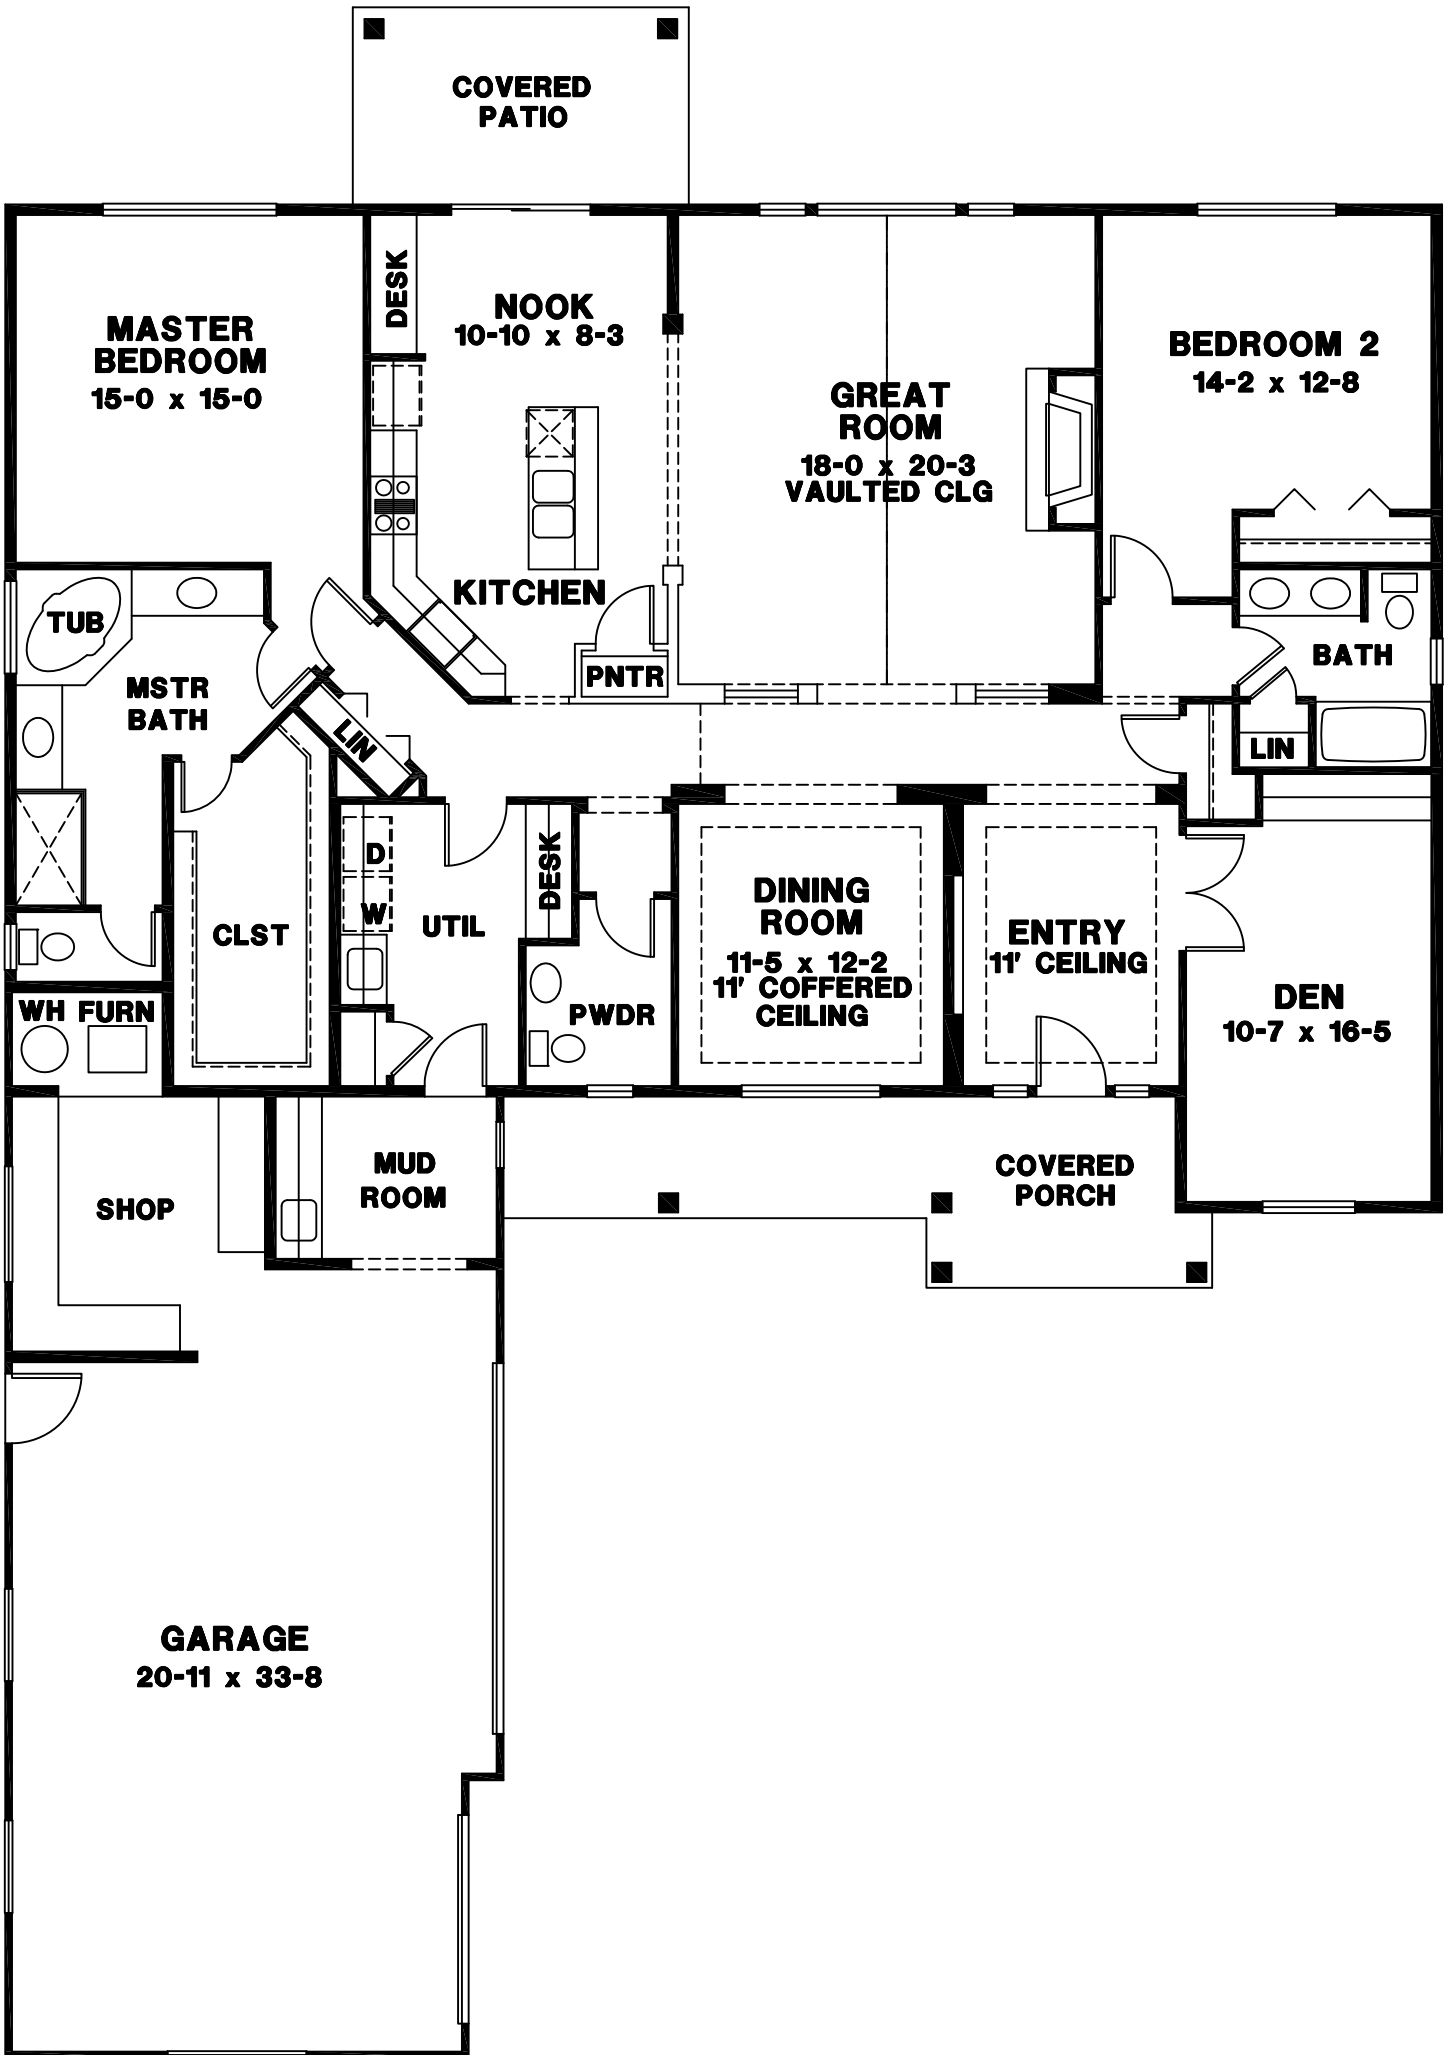 COVERED
PATIO
DESK
NOOK
10-10 x 8-3
MASTER
BEDROOM
15-0 x 15-0
GREAT
ROOM
18-0 x 20-3
VAULTED CLG
BEDROOM 2
14-2 x 12-8
KITCHEN
TUB
PNTR
BATH
MSTR
BATH
LIN
LIN
D
W
UTIL
DESK
CLST
DINING
ROOM
11-5 x 12-2
11' COFFERED
CEILING
ENTRY
11' CEILING
DEN
10-7 x 16-5
WH FURN
PWDR
MUD
ROOM
SHOP
COVERED
PORCH
GARAGE
20-11 x 33-8